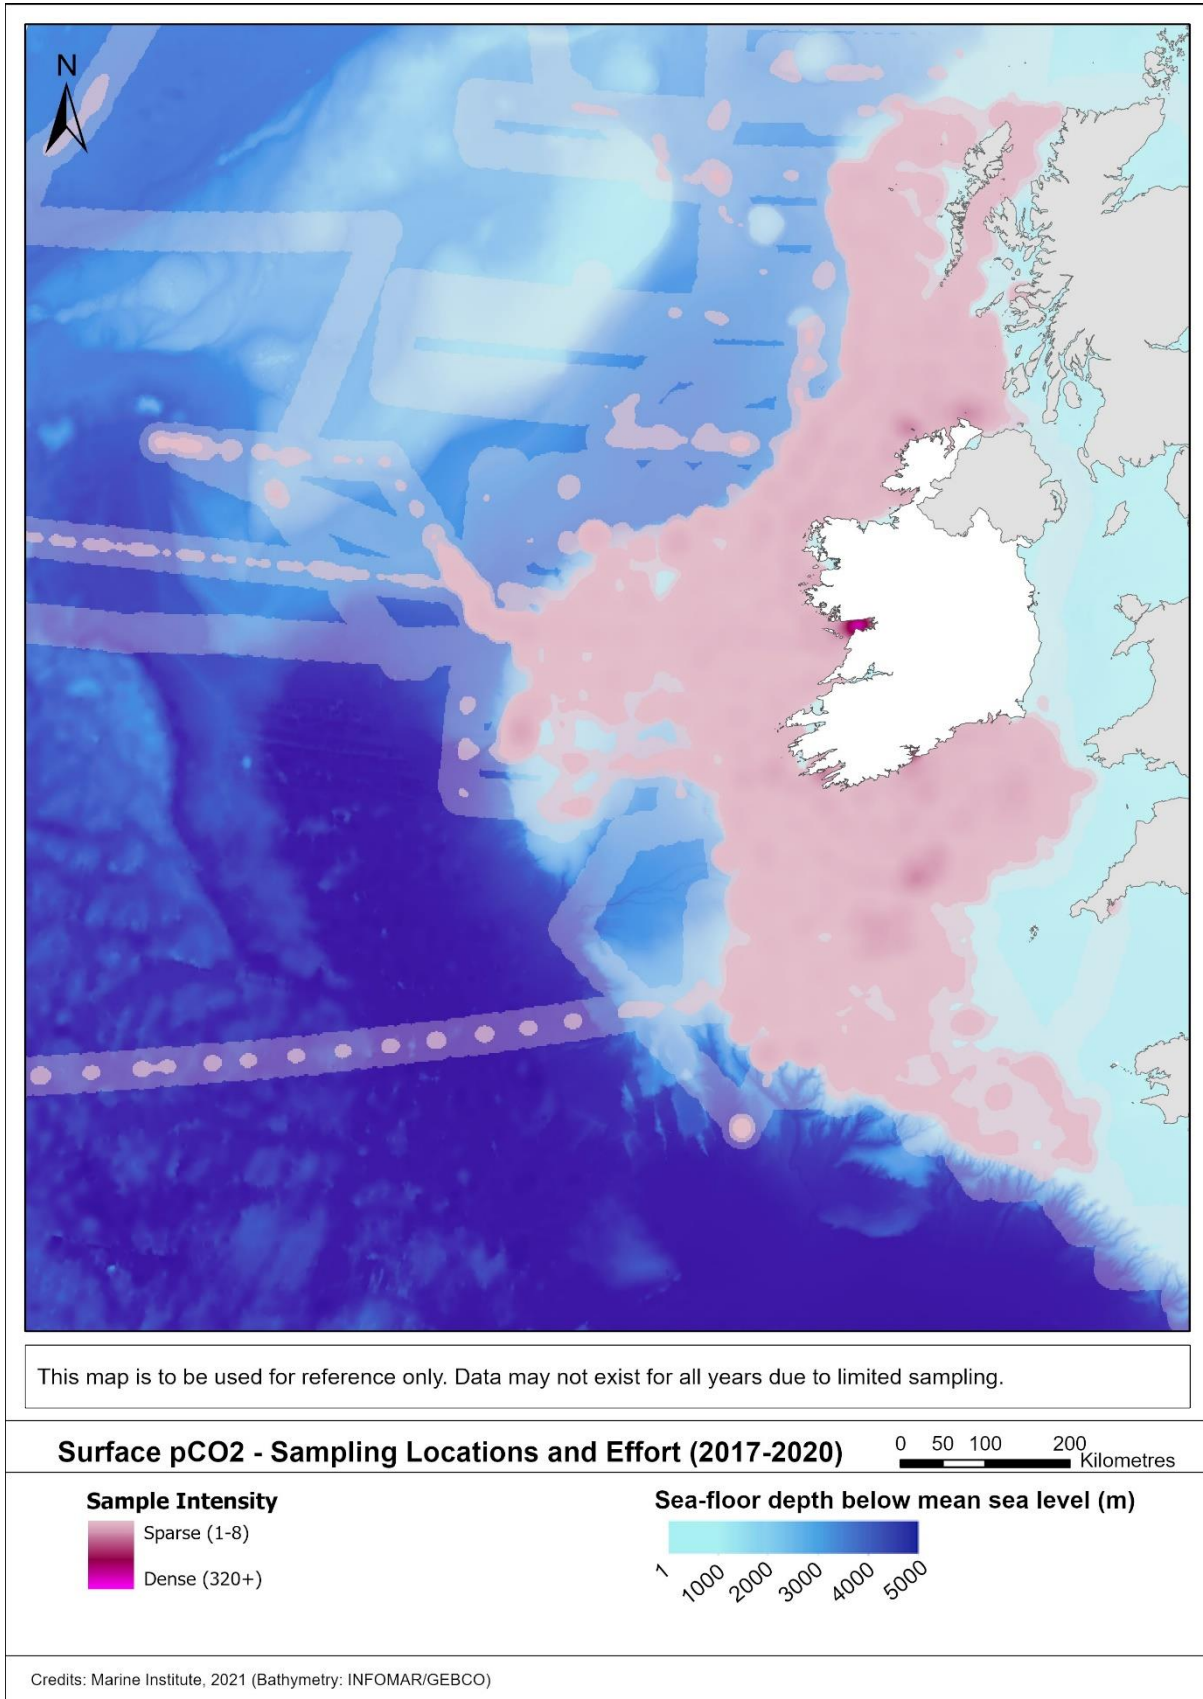 N
This map is to be used for reference only. Data may not exist for all years due to limited sampling.
Surface pCO2 - Sampling Locations and Effort (2017-2020)
0 50 100 200
Kilometres
Sample Intensity
Sparse (1-8)
Dense (320+)
Sea-floor depth below mean sea level (m)
1 1000 2000 3000 4000 5000
Credits: Marine Institute, 2021 (Bathymetry: INFOMAR/GEBCO)